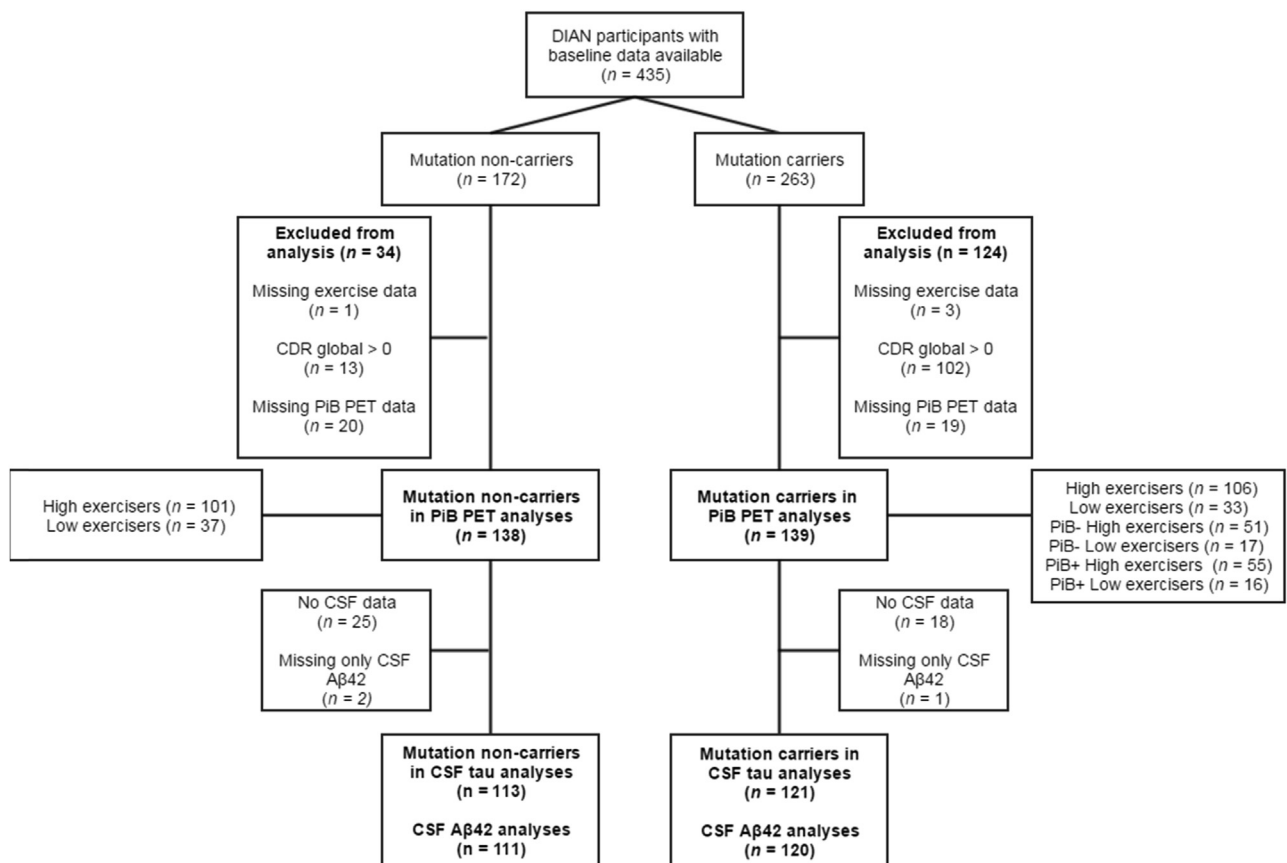 DIAN participants with
baseline data available
(n = 435)
Mutation non-carriers
(n = 172)
Mutation carriers
(n = 263)
Excluded from
analysis (n = 34)
Missing exercise data
(n = 1)
CDR global > 0
(n = 13)
Missing PiB PET data
(n = 20)
Excluded from
analysis (n = 124)
Missing exercise data
(n = 3)
CDR global > 0
(n = 102)
Missing PiB PET data
(n = 19)
High exercisers (n = 101)
Low exercisers (n = 37)
Mutation non-carriers
in PiB PET analyses
(n = 138)
Mutation carriers in
PiB PET analyses
(n = 139)
High exercisers (n = 106)
Low exercisers (n = 33)
PiB- High exercisers (n = 51)
PiB- Low exercisers (n = 17)
PiB+ High exercisers (n = 55)
PiB+ Low exercisers (n = 16)
No CSF data
(n = 25)
Missing only CSF
Aβ42
(n = 2)
No CSF data
(n = 18)
Missing only CSF
Aβ42
(n = 1)
Mutation non-carriers
in CSF tau analyses
(n = 113)
CSF Aβ42 analyses
(n = 111)
Mutation carriers in
CSF tau analyses
(n = 121)
CSF Aβ42 analyses
(n = 120)